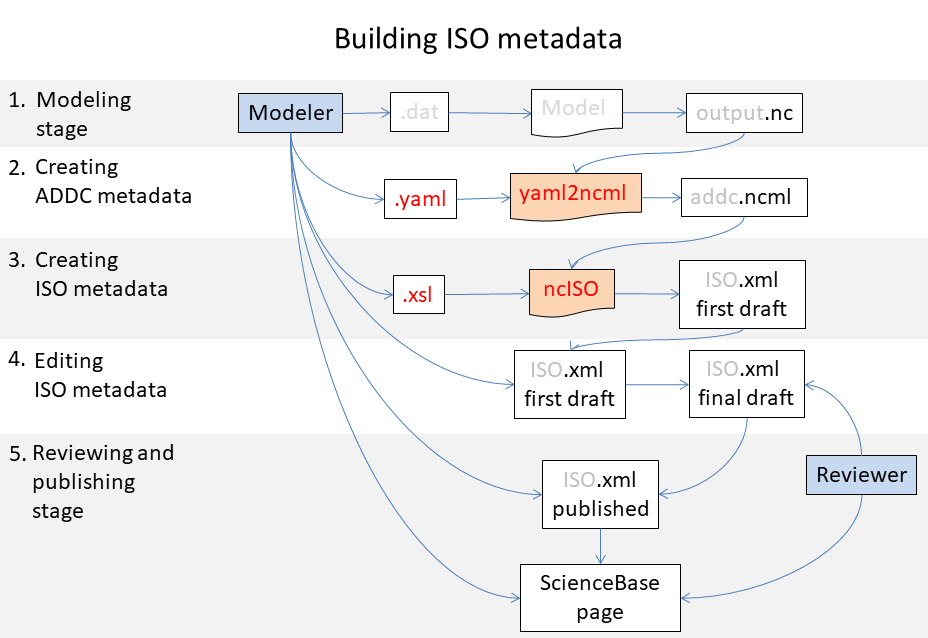 Building ISO metadata
1. Modeling
stage
Modeler
.dat
Model
output.nc
2. Creating
ADDC metadata
.yaml
yaml2ncml
addc.ncml
3. Creating
ISO metadata
.xsl
ncISO
ISO.xml
first draft
4. Editing
ISO metadata
ISO.xml
first draft
ISO.xml
final draft
5. Reviewing and
publishing
stage
ISO.xml
published
Reviewer
ScienceBase
page